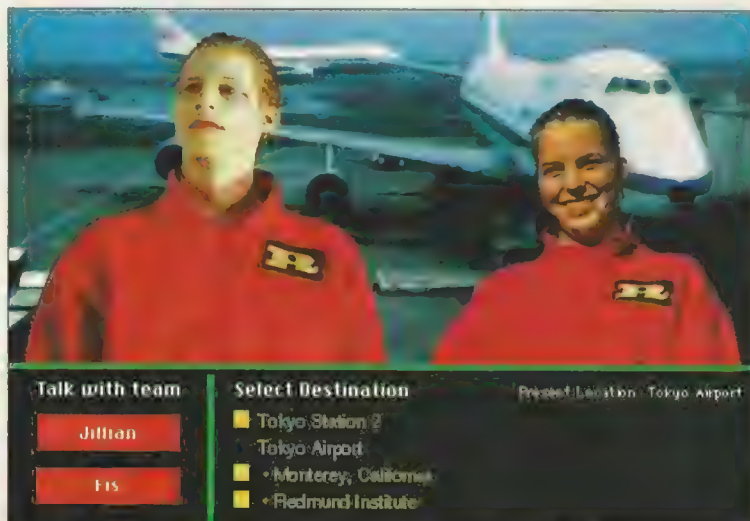 R
R
Talk with team
Jillian
Fis
Select Destination
Present Location : Tokyo Airport
Tokyo Station 2
Tokyo Airport
• Monterey, California
• Redmund Institute